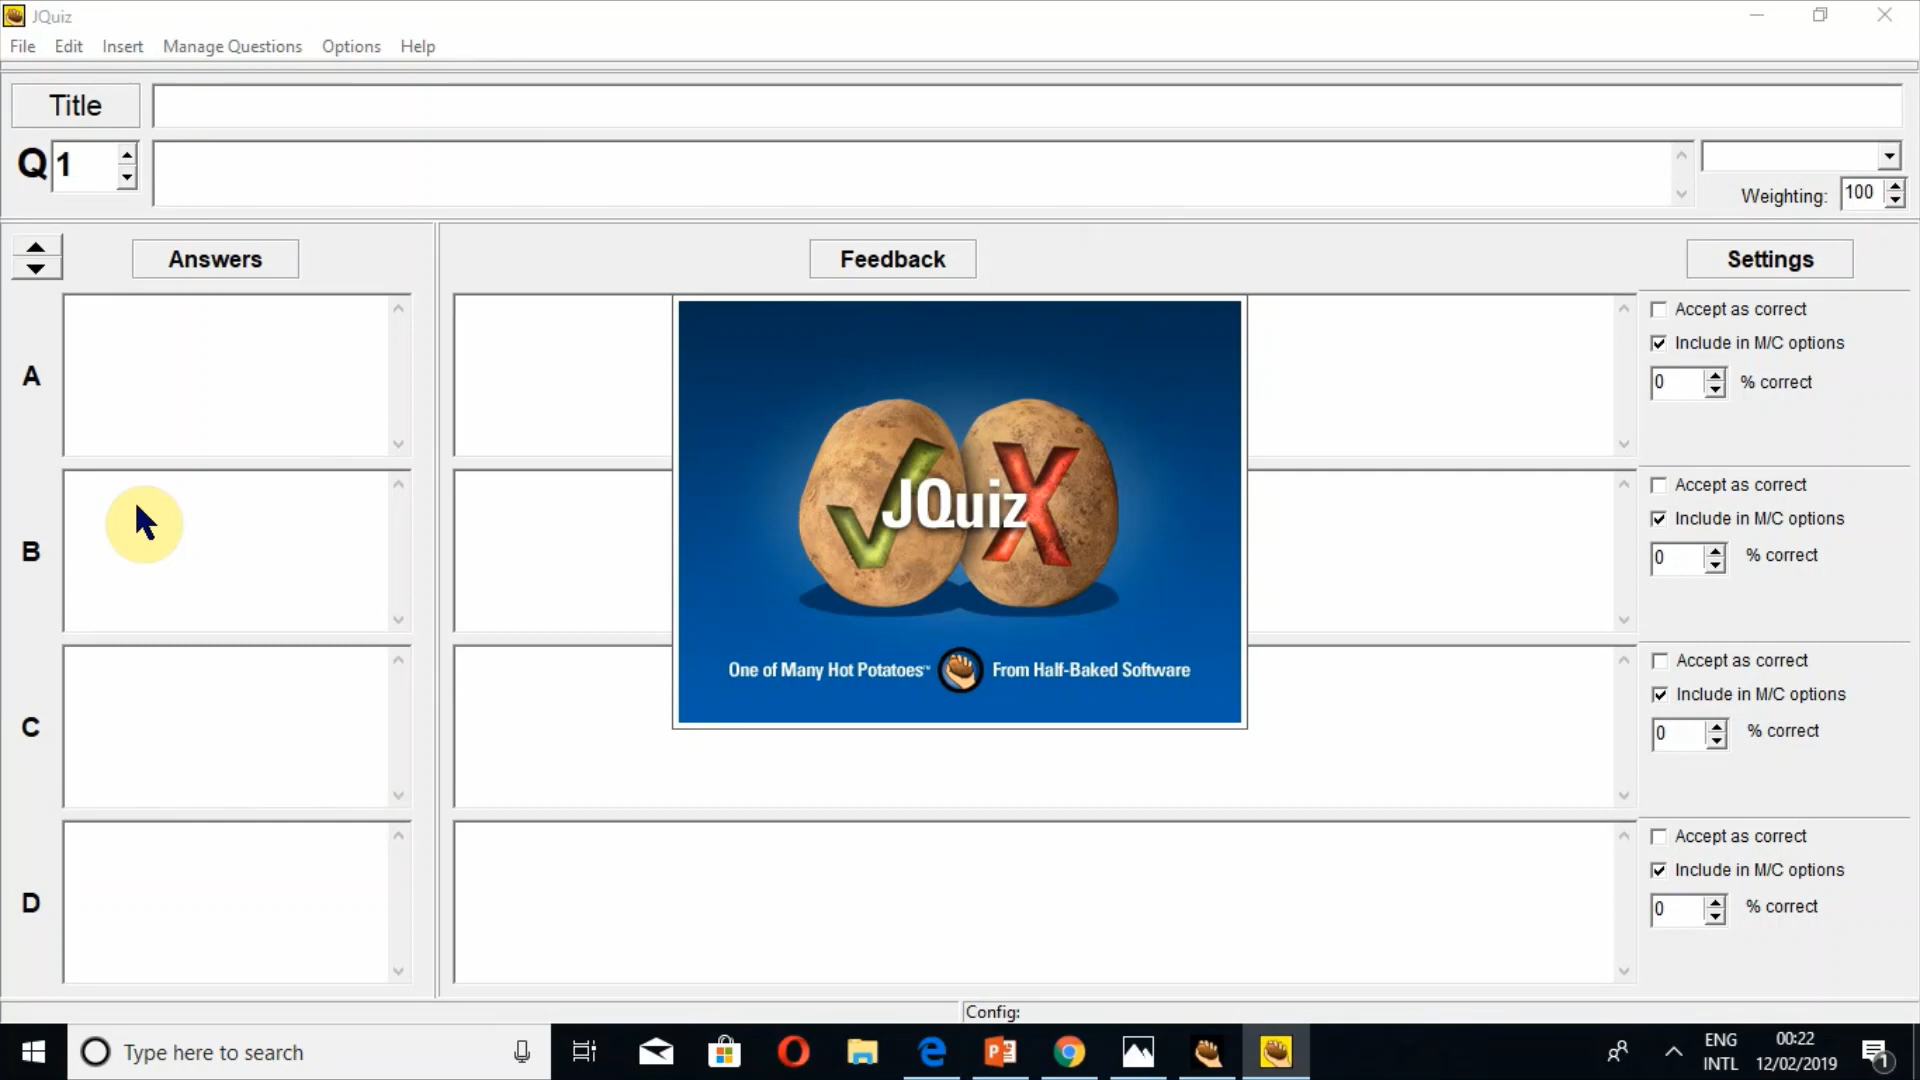 JQuiz
File Edit Insert Manage Questions Options Help
Title
Q 1
Weighting: 100
Answers Feedback Settings
A
Accept as correct
Include in M/C options
0 % correct
JQuiz
One of Many Hot Potatoes™ From Half-Baked Software
B
Accept as correct
Include in M/C options
0 % correct
C
Accept as correct
Include in M/C options
0 % correct
D
Accept as correct
Include in M/C options
0 % correct
Config:
Type here to search
ENG
INTL
00:22
12/02/2019
1